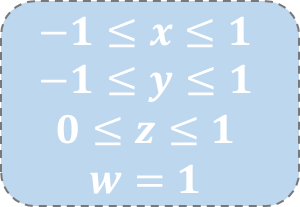 −1 ≤ x ≤ 1
−1 ≤ y ≤ 1
0 ≤ z ≤ 1
w = 1